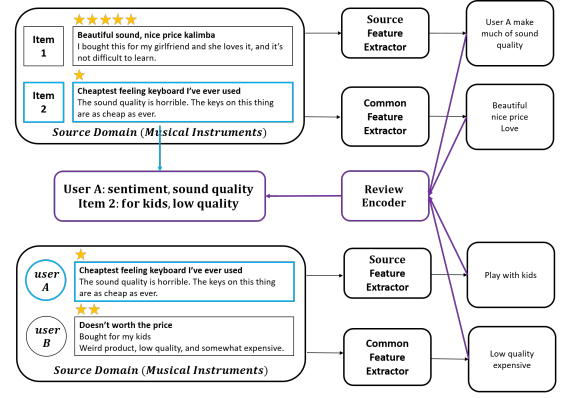 Item
1
Beautiful sound, nice price kalimba
I bought this for my girlfriend and she loves it, and it's
not difficult to learn.
Item
2
Cheaptest feeling keyboard I've ever used
The sound quality is horrible. The keys on this thing
are as cheap as ever.
Source Domain (Musical Instruments)
Source
Feature
Extractor
Common
Feature
Extractor
User A make
much of sound
quality
Beautiful
nice price
Love
User A: sentiment, sound quality
Item 2: for kids, low quality
Review
Encoder
user
A
Cheaptest feeling keyboard I've ever used
The sound quality is horrible. The keys on this thing
are as cheap as ever.
user
B
Doesn't worth the price
Bought for my kids
Weird product, low quality, and somewhat expensive.
Source Domain (Musical Instruments)
Source
Feature
Extractor
Common
Feature
Extractor
Play with kids
Low quality
expensive